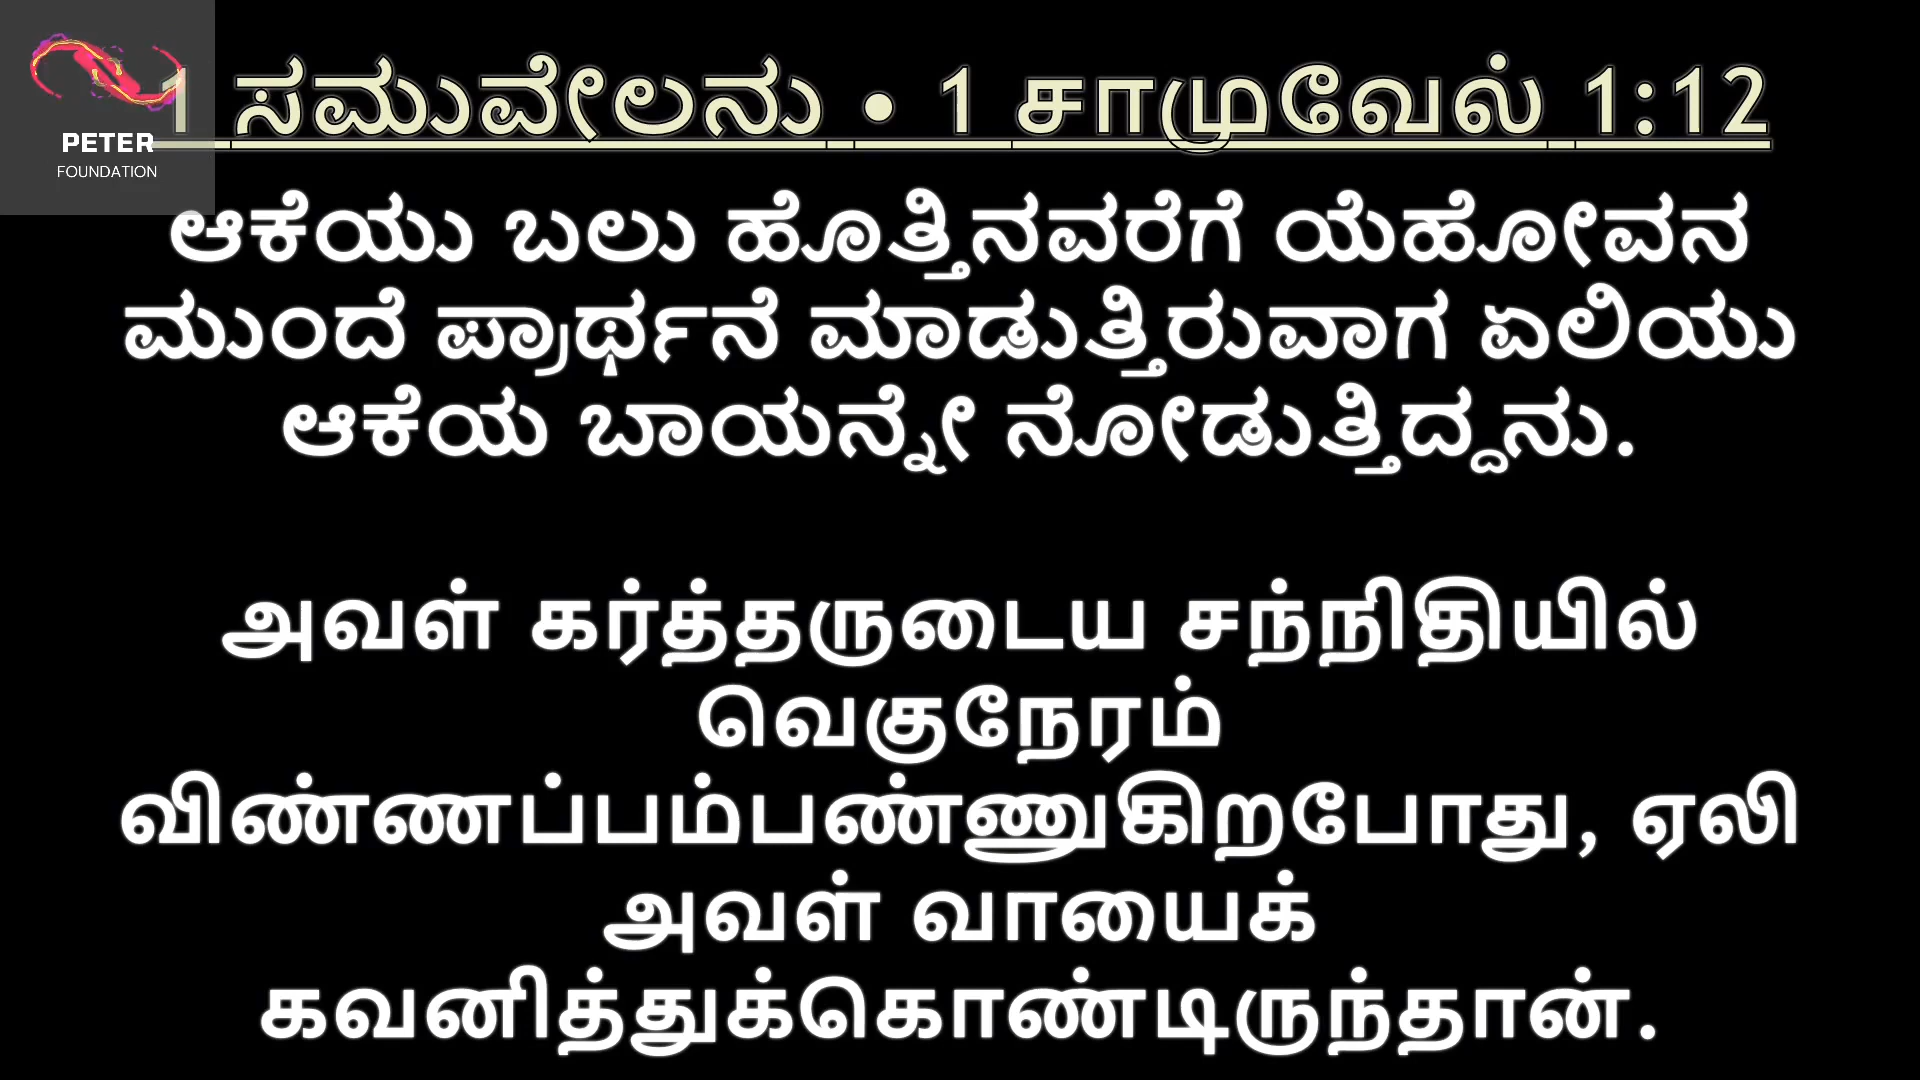 1 ಸಮುವೇಲನು • 1 சாமுவேல் 1:12
PETER
FOUNDATION
ಆಕೆಯು ಬಲು ಹೊತ್ತಿನವರೆಗೆ ಯೆಹೋವನ
ಮುಂದೆ ಪ್ರಾರ್ಥನೆ ಮಾಡುತ್ತಿರುವಾಗ ಏಲಿಯು
ಆಕೆಯ ಬಾಯನ್ನೇ ನೋಡುತ್ತಿದ್ದನು.
அவள் கர்த்தருடைய சந்நிதியில்
வெகுநேரம்
விண்ணப்பம்பண்ணுகிறபோது, ஏலி
அவள் வாயைக்
கவனித்துக்கொண்டிருந்தான்.